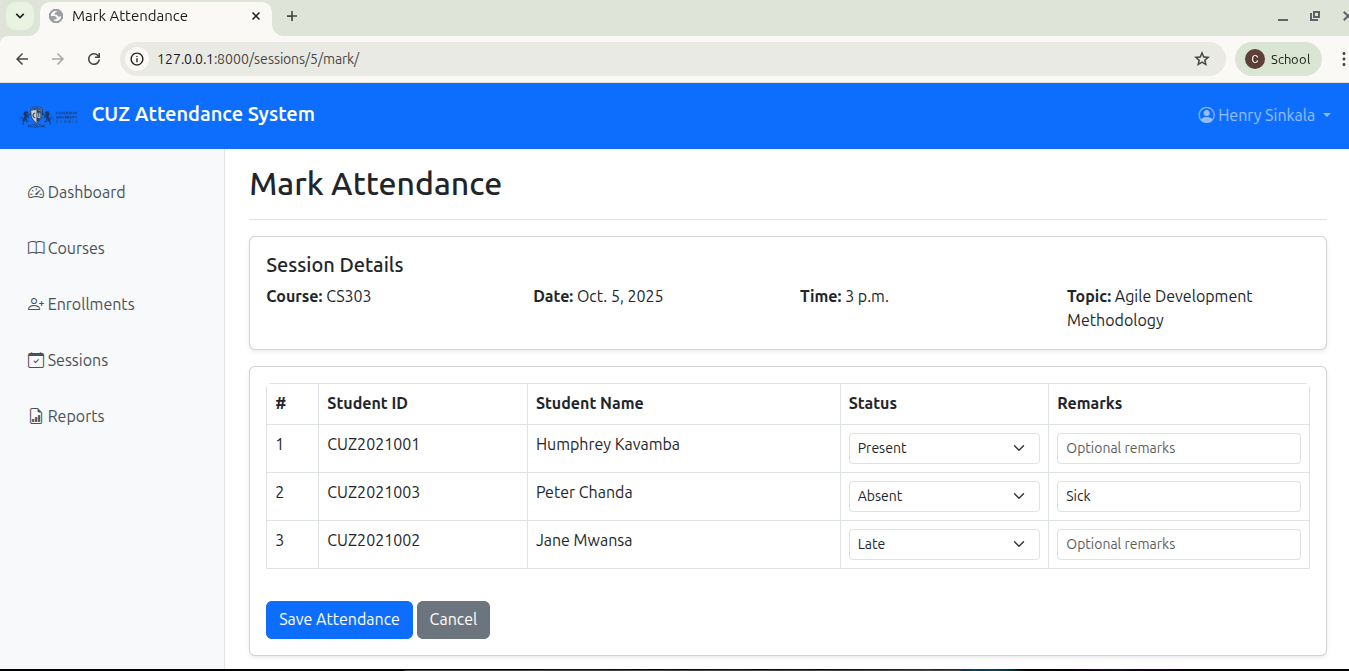 Mark Attendance
127.0.0.1:8000/sessions/5/mark/
C School
CUZ Attendance System
Henry Sinkala
Dashboard
Courses
Enrollments
Sessions
Reports
Mark Attendance
Session Details
Course: CS303 Date: Oct. 5, 2025 Time: 3 p.m. Topic: Agile Development
Methodology
# Student ID Student Name Status Remarks
1 CUZ2021001 Humphrey Kavamba Present Optional remarks
2 CUZ2021003 Peter Chanda Absent Sick
3 CUZ2021002 Jane Mwansa Late Optional remarks
Save Attendance Cancel